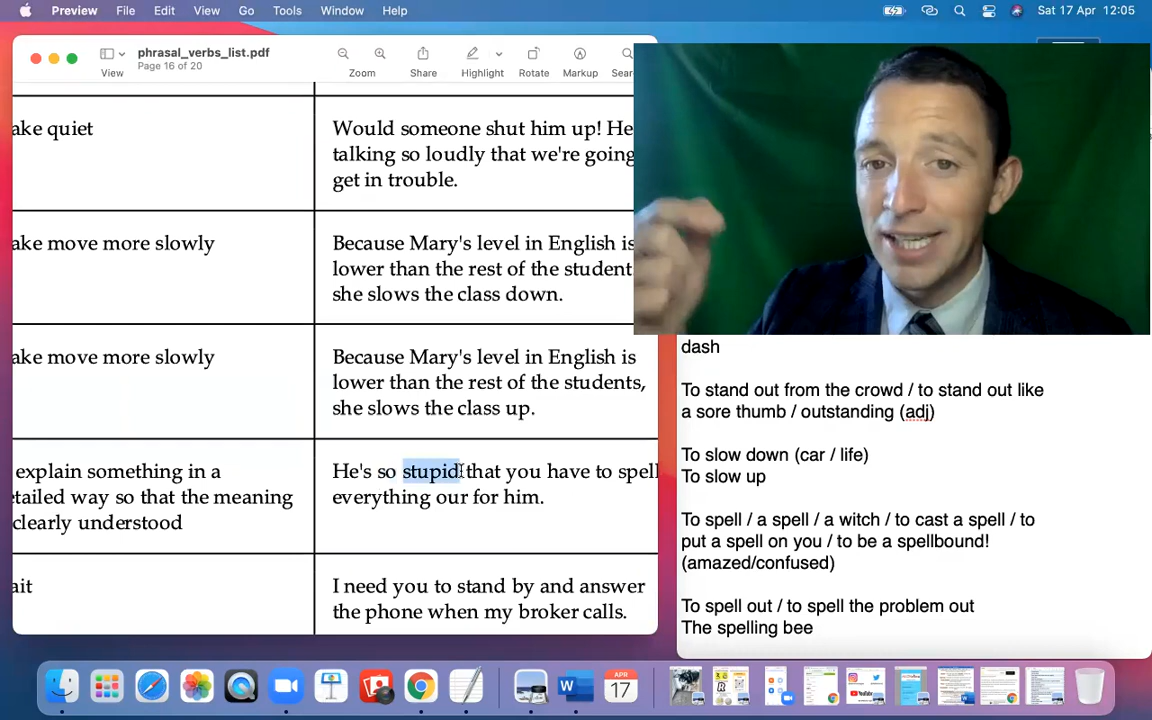 Preview File Edit View Go Tools Window Help Sat 17 Apr 12:05
phrasal_verbs_list.pdf
Page 16 of 20
View Zoom Share Highlight Rotate Markup Sear
ake quiet
Would someone shut him up! He
talking so loudly that we're going
get in trouble.
ake move more slowly
Because Mary's level in English is
lower than the rest of the student
she slows the class down.
ake move more slowly
Because Mary's level in English is
lower than the rest of the students,
she slows the class up.
explain something in a
etailed way so that the meaning
clearly understood
He's so stupid that you have to spell
everything our for him.
ait
I need you to stand by and answer
the phone when my broker calls.
dash
To stand out from the crowd / to stand out like
a sore thumb / outstanding (adj)
To slow down (car / life)
To slow up
To spell / a spell / a witch / to cast a spell / to
put a spell on you / to be a spellbound!
(amazed/confused)
To spell out / to spell the problem out
The spelling bee
APR
17